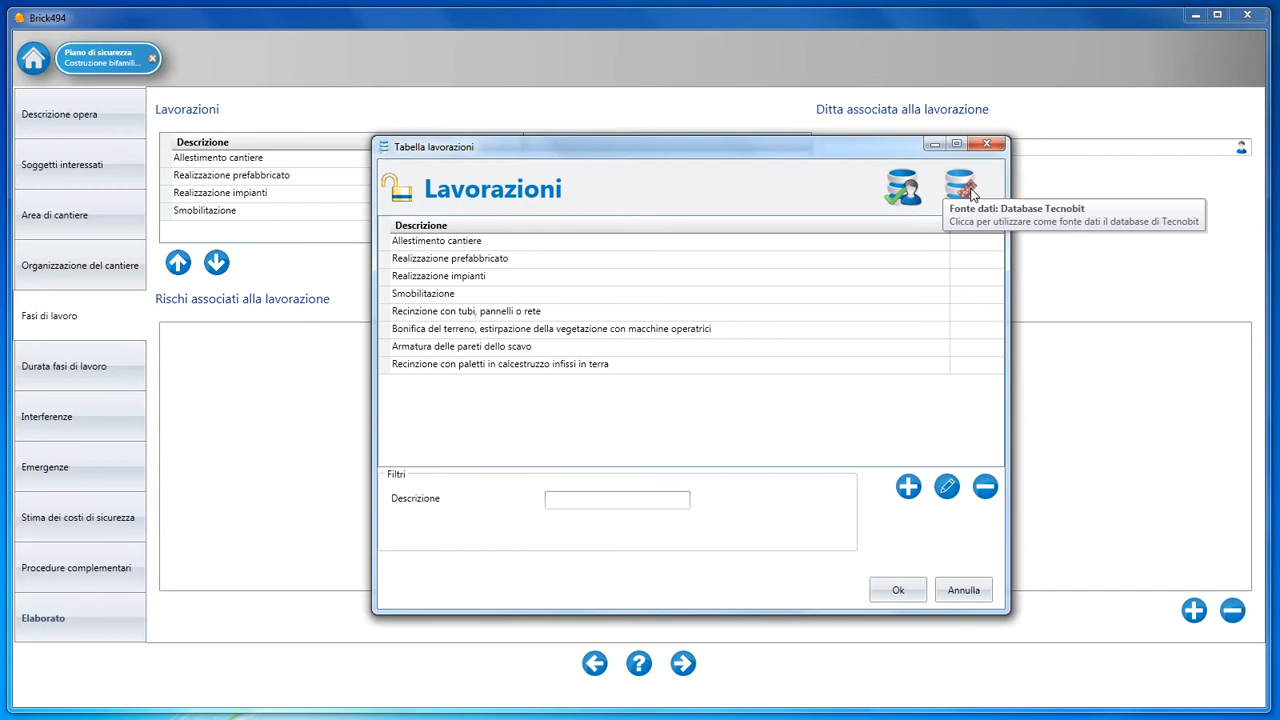 Brick494
Piano di sicurezza
Costruzione bifamili...
Descrizione opera
Soggetti interessati
Area di cantiere
Organizzazione del cantiere
Fasi di lavoro
Durata fasi di lavoro
Interferenze
Emergenze
Stima dei costi di sicurezza
Procedure complementari
Elaborato
Lavorazioni
Descrizione
Allestimento cantiere
Realizzazione prefabbricato
Realizzazione impianti
Smobilitazione
Rischi associati alla lavorazione
Ditta associata alla lavorazione
Tabella lavorazioni
Lavorazioni
Fonte dati: Database Tecnobit
Clicca per utilizzare come fonte dati il database di Tecnobit
Descrizione
Allestimento cantiere
Realizzazione prefabbricato
Realizzazione impianti
Smobilitazione
Recinzione con tubi, pannelli o rete
Bonifica del terreno, estirpazione della vegetazione con macchine operatrici
Armatura delle pareti dello scavo
Recinzione con paletti in calcestruzzo infissi in terra
Filtri
Descrizione
Ok
Annulla